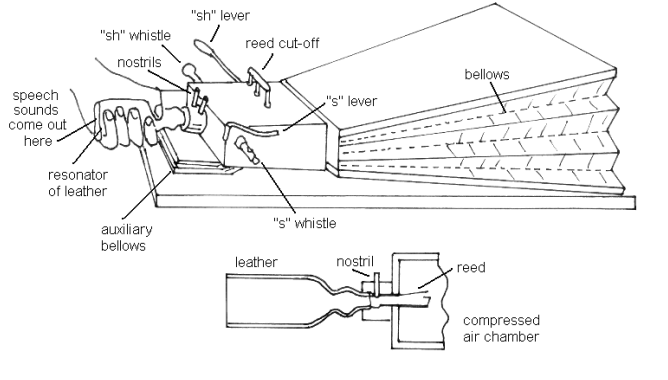 "sh" lever
"sh" whistle
reed cut-off
nostrils
bellows
speech
sounds
come out
here
"s" lever
resonator
of leather
"s" whistle
auxiliary
bellows
leather
nostril
reed
compressed
air chamber